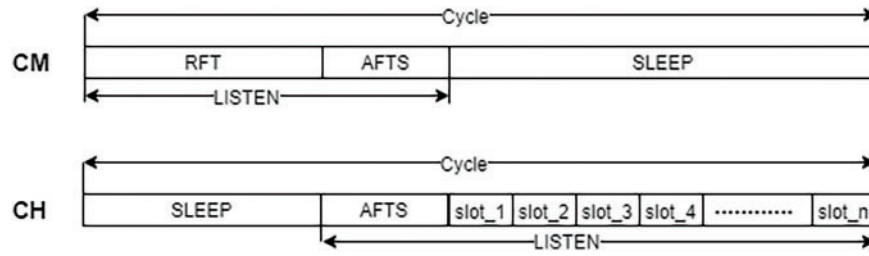 Cycle
CM RFT AFTS SLEEP
LISTEN
Cycle
CH SLEEP AFTS slot_1 slot_2 slot_3 slot_4 ............ slot_n
LISTEN